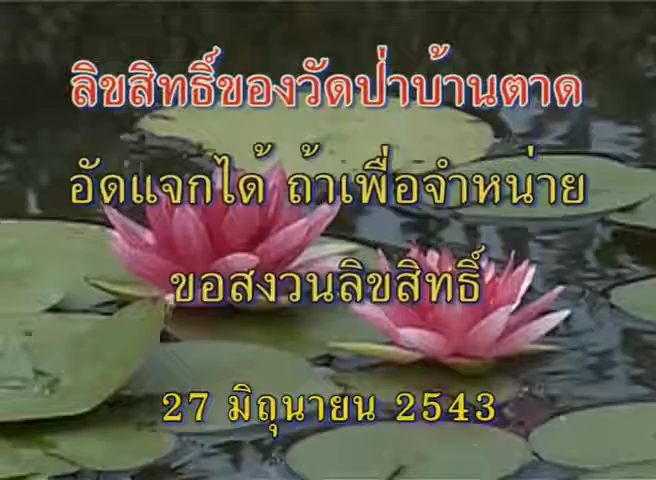 ลิขสิทธิ์ของวัดป่าบ้านตาด
อัดแจกได้ ถ้าเพื่อจำหน่าย
ขอสงวนลิขสิทธิ์
27 มิถุนายน 2543